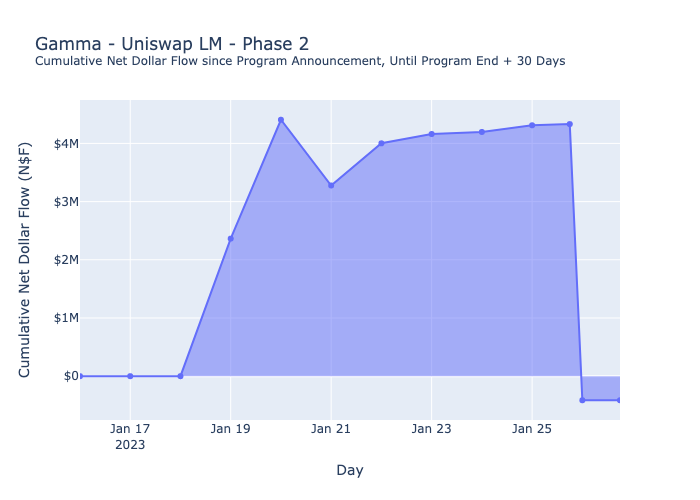 Gamma - Uniswap LM - Phase 2
Cumulative Net Dollar Flow since Program Announcement, Until Program End + 30 Days
Cumulative Net Dollar Flow (N$F)
$4M
$3M
$2M
$1M
$0
Jan 17 Jan 19 Jan 21 Jan 23 Jan 25
2023
Day